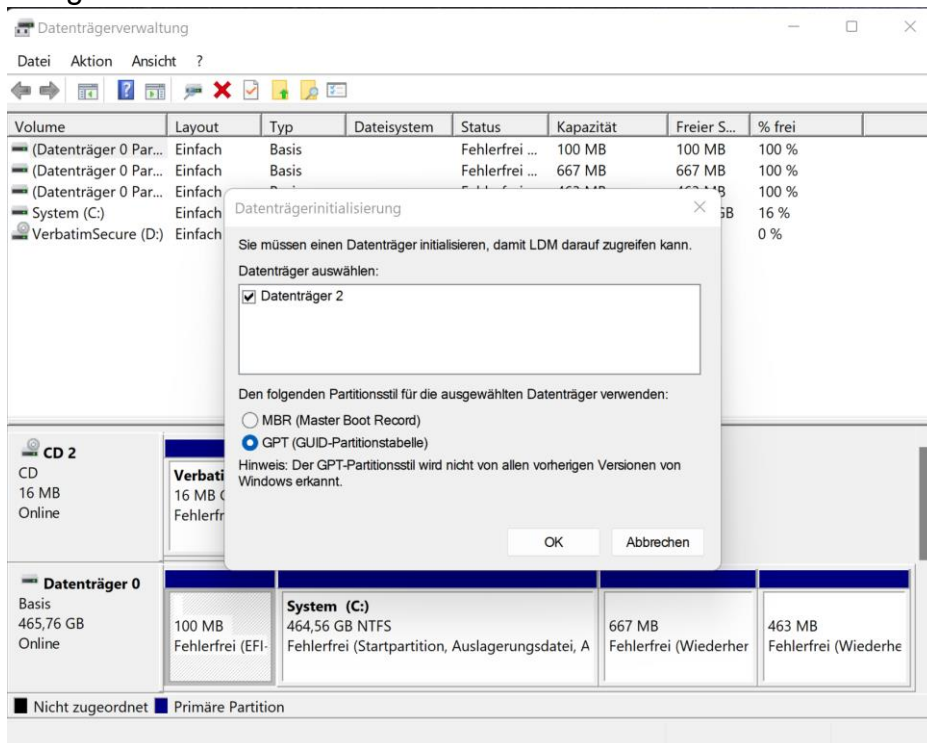 Datenträgerverwaltung
Datei Aktion Ansicht ?
Volume Layout Typ Dateisystem Status Kapazität Freier S... % frei
(Datenträger 0 Par... Einfach Basis Fehlerfrei ... 100 MB 100 MB 100 %
(Datenträger 0 Par... Einfach Basis Fehlerfrei ... 667 MB 667 MB 100 %
(Datenträger 0 Par... Einfach 100 %
System (C:) Einfach GB 16 %
VerbatimSecure (D:) Einfach 0 %
Datenträgerinitialisierung
Sie müssen einen Datenträger initialisieren, damit LDM darauf zugreifen kann.
Datenträger auswählen:
Datenträger 2
Den folgenden Partitionsstil für die ausgewählten Datenträger verwenden:
MBR (Master Boot Record)
GPT (GUID-Partitionstabelle)
Hinweis: Der GPT-Partitionsstil wird nicht von allen vorherigen Versionen von
Windows erkannt.
OK Abbrechen
CD 2
CD
16 MB
Online
Verbati
16 MB
Fehlerfr
Datenträger 0
Basis
465,76 GB
Online
100 MB
Fehlerfrei (EFI-
System (C:)
464,56 GB NTFS
Fehlerfrei (Startpartition, Auslagerungsdatei, A
667 MB
Fehlerfrei (Wiederher
463 MB
Fehlerfrei (Wiederhe
Nicht zugeordnet Primäre Partition